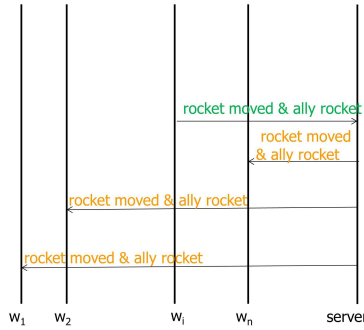 rocket moved & ally rocket
rocket moved
& ally rocket
rocket moved & ally rocket
rocket moved & ally rocket
w1 w2 wi wn server